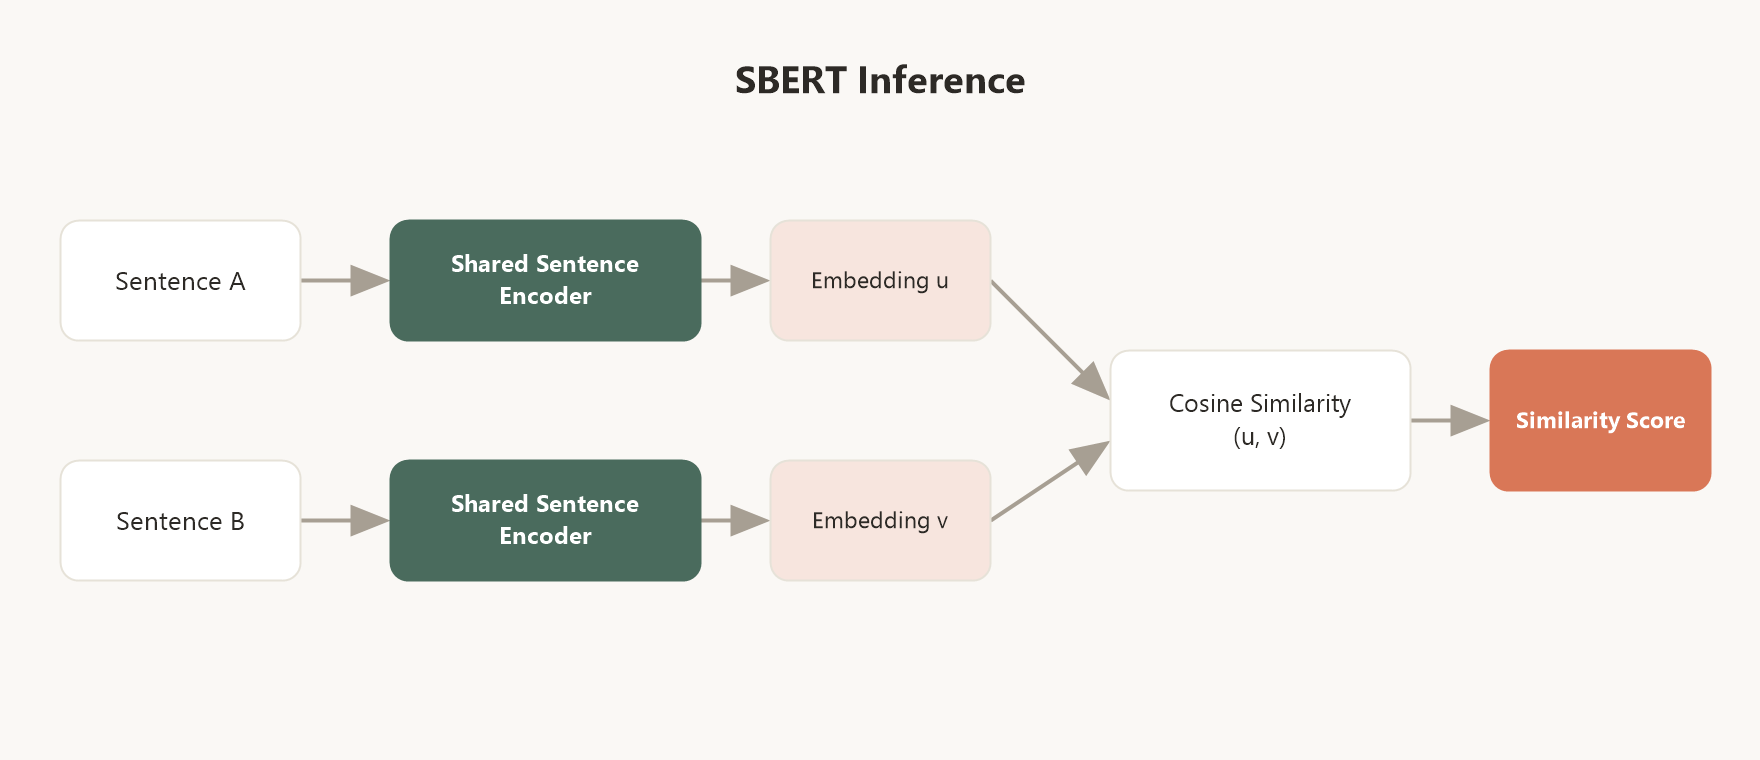 SBERT Inference
Sentence A
Shared Sentence
Encoder
Embedding u
Sentence B
Shared Sentence
Encoder
Embedding v
Cosine Similarity
(u, v)
Similarity Score